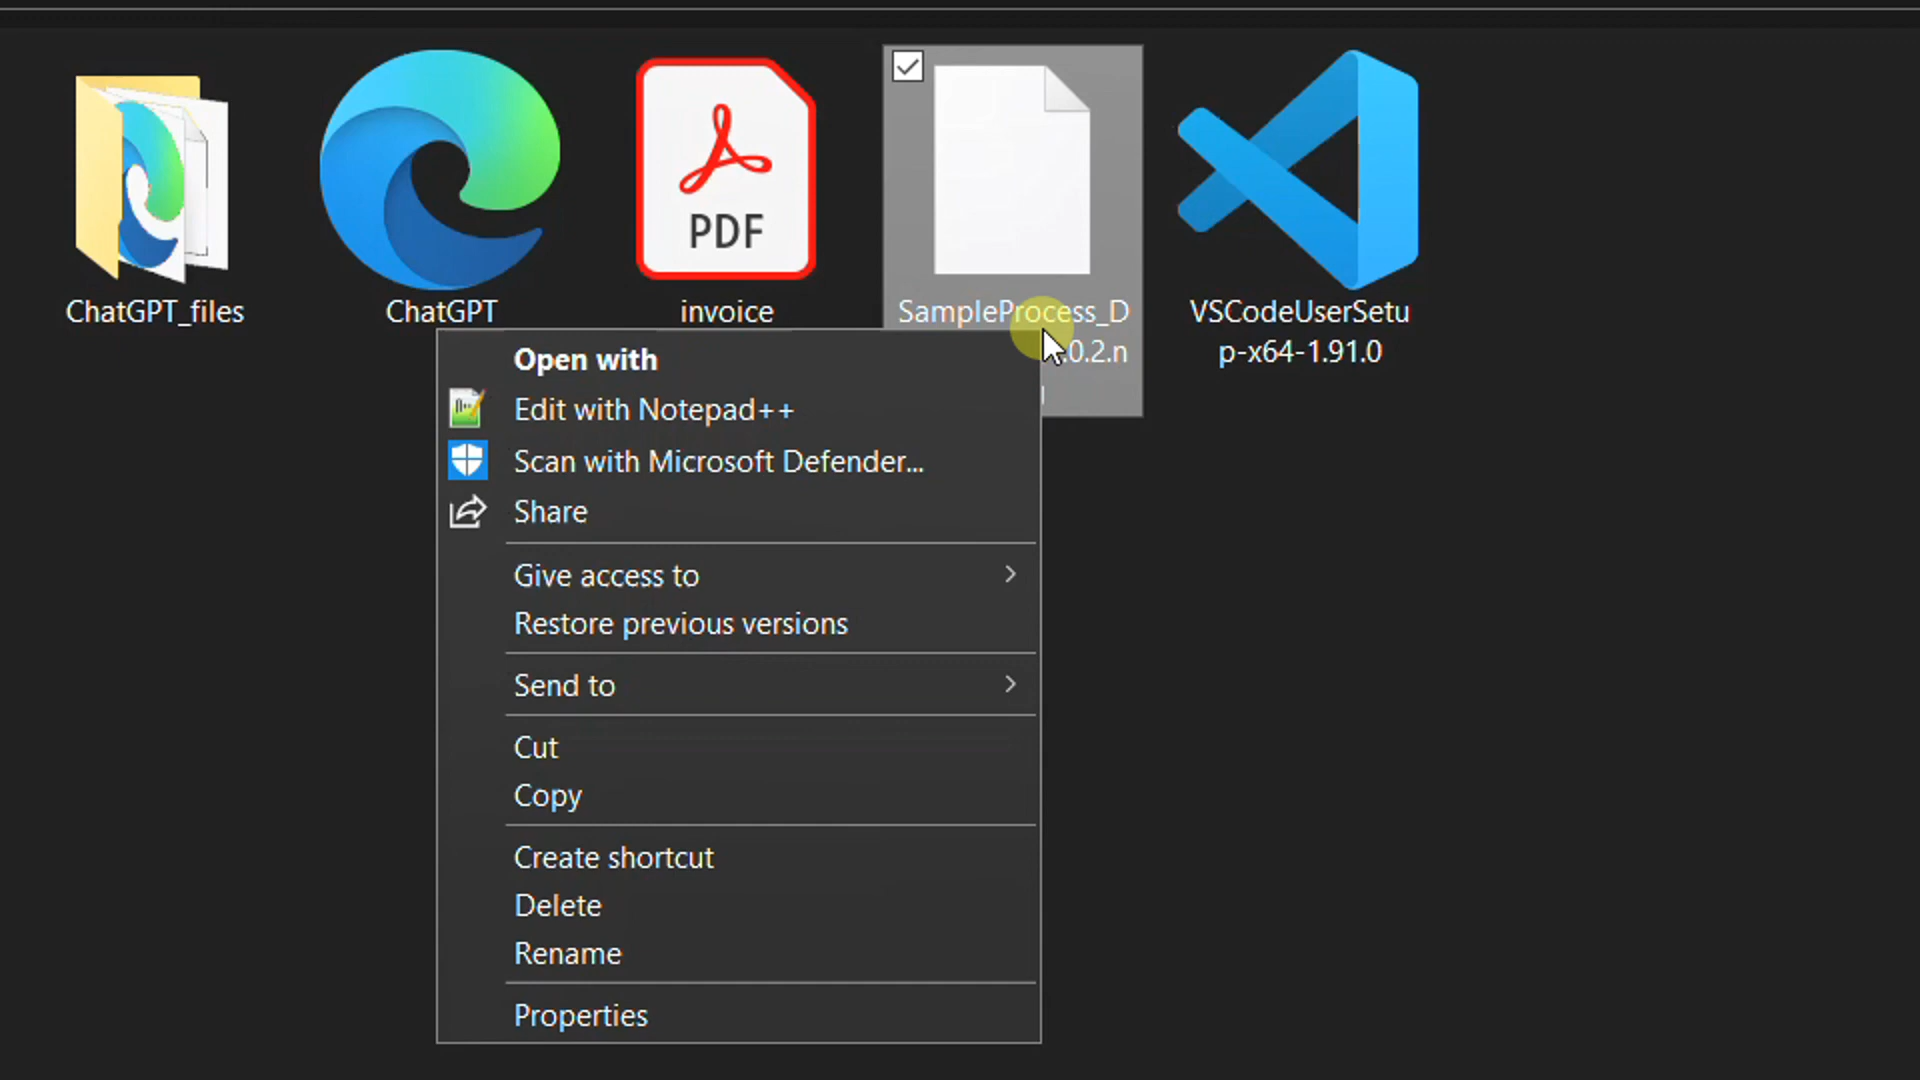 PDF
ChatGPT_files
ChatGPT
invoice
SampleProcess_D
.0.2.n
VSCodeUserSetu
p-x64-1.91.0
Open with
Edit with Notepad++
Scan with Microsoft Defender...
Share
Give access to
Restore previous versions
Send to
Cut
Copy
Create shortcut
Delete
Rename
Properties